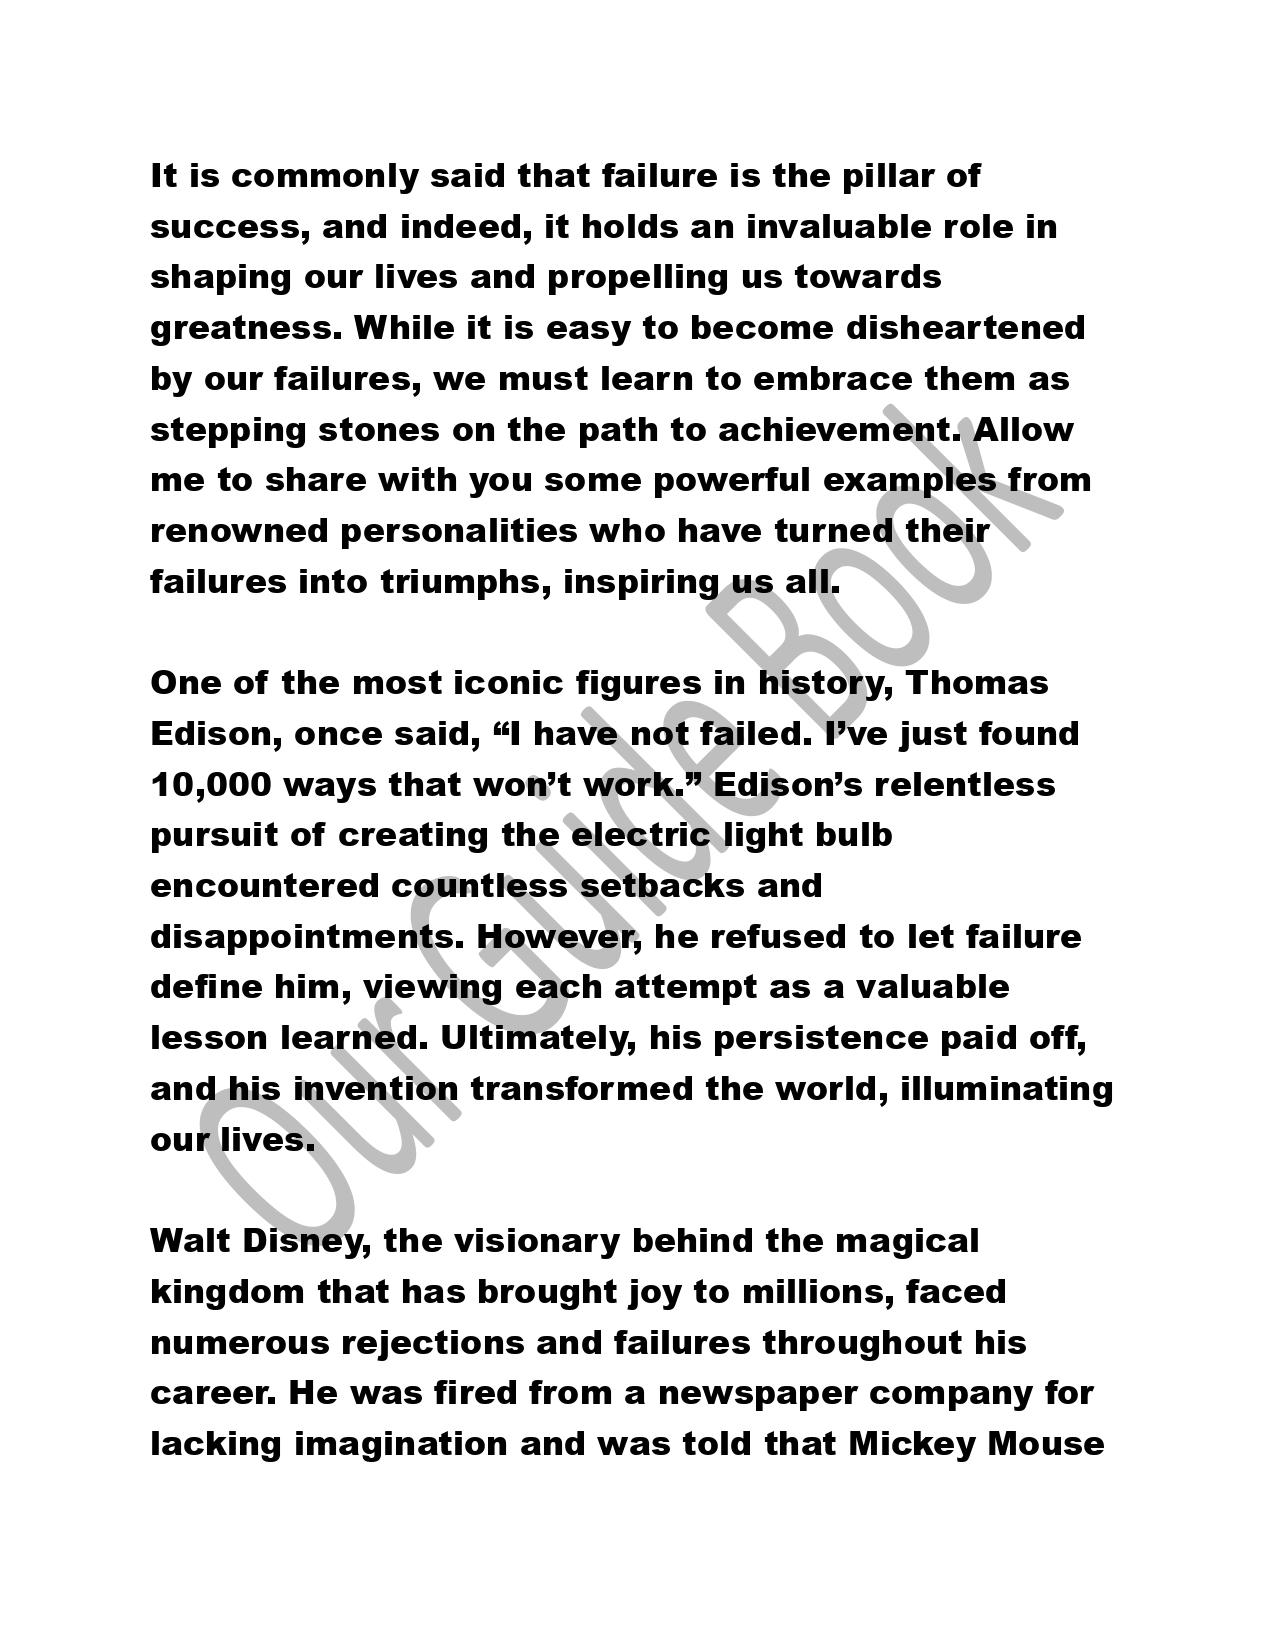 It is commonly said that failure is the pillar of
success, and indeed, it holds an invaluable role in
shaping our lives and propelling us towards
greatness. While it is easy to become disheartened
by our failures, we must learn to embrace them as
stepping stones on the path to achievement. Allow
me to share with you some powerful examples from
renowned personalities who have turned their
failures into triumphs, inspiring us all.
One of the most iconic figures in history, Thomas
Edison, once said, “I have not failed. I’ve just found
10,000 ways that won’t work.” Edison’s relentless
pursuit of creating the electric light bulb
encountered countless setbacks and
disappointments. However, he refused to let failure
define him, viewing each attempt as a valuable
lesson learned. Ultimately, his persistence paid off,
and his invention transformed the world, illuminating
our lives.
Walt Disney, the visionary behind the magical
kingdom that has brought joy to millions, faced
numerous rejections and failures throughout his
career. He was fired from a newspaper company for
lacking imagination and was told that Mickey Mouse
Our Guide Book